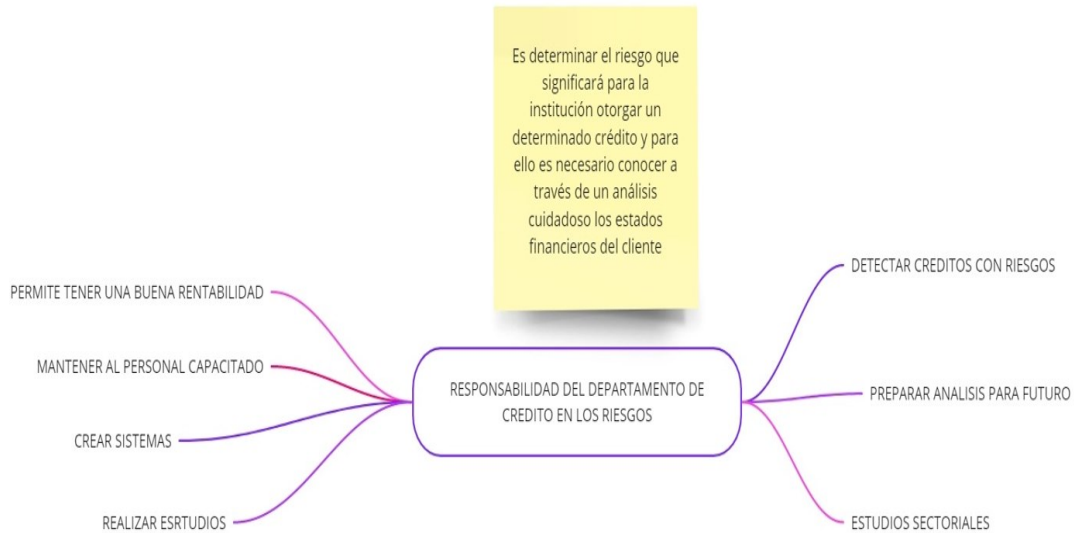 Es determinar el riesgo que
significará para la
institución otorgar un
determinado crédito y para
ello es necesario conocer a
través de un análisis
cuidadoso los estados
financieros del cliente
PERMITE TENER UNA BUENA RENTABILIDAD
MANTENER AL PERSONAL CAPACITADO
CREAR SISTEMAS
REALIZAR ESRTUDIOS
RESPONSABILIDAD DEL DEPARTAMENTO DE
CREDITO EN LOS RIESGOS
DETECTAR CREDITOS CON RIESGOS
PREPARAR ANALISIS PARA FUTURO
ESTUDIOS SECTORIALES